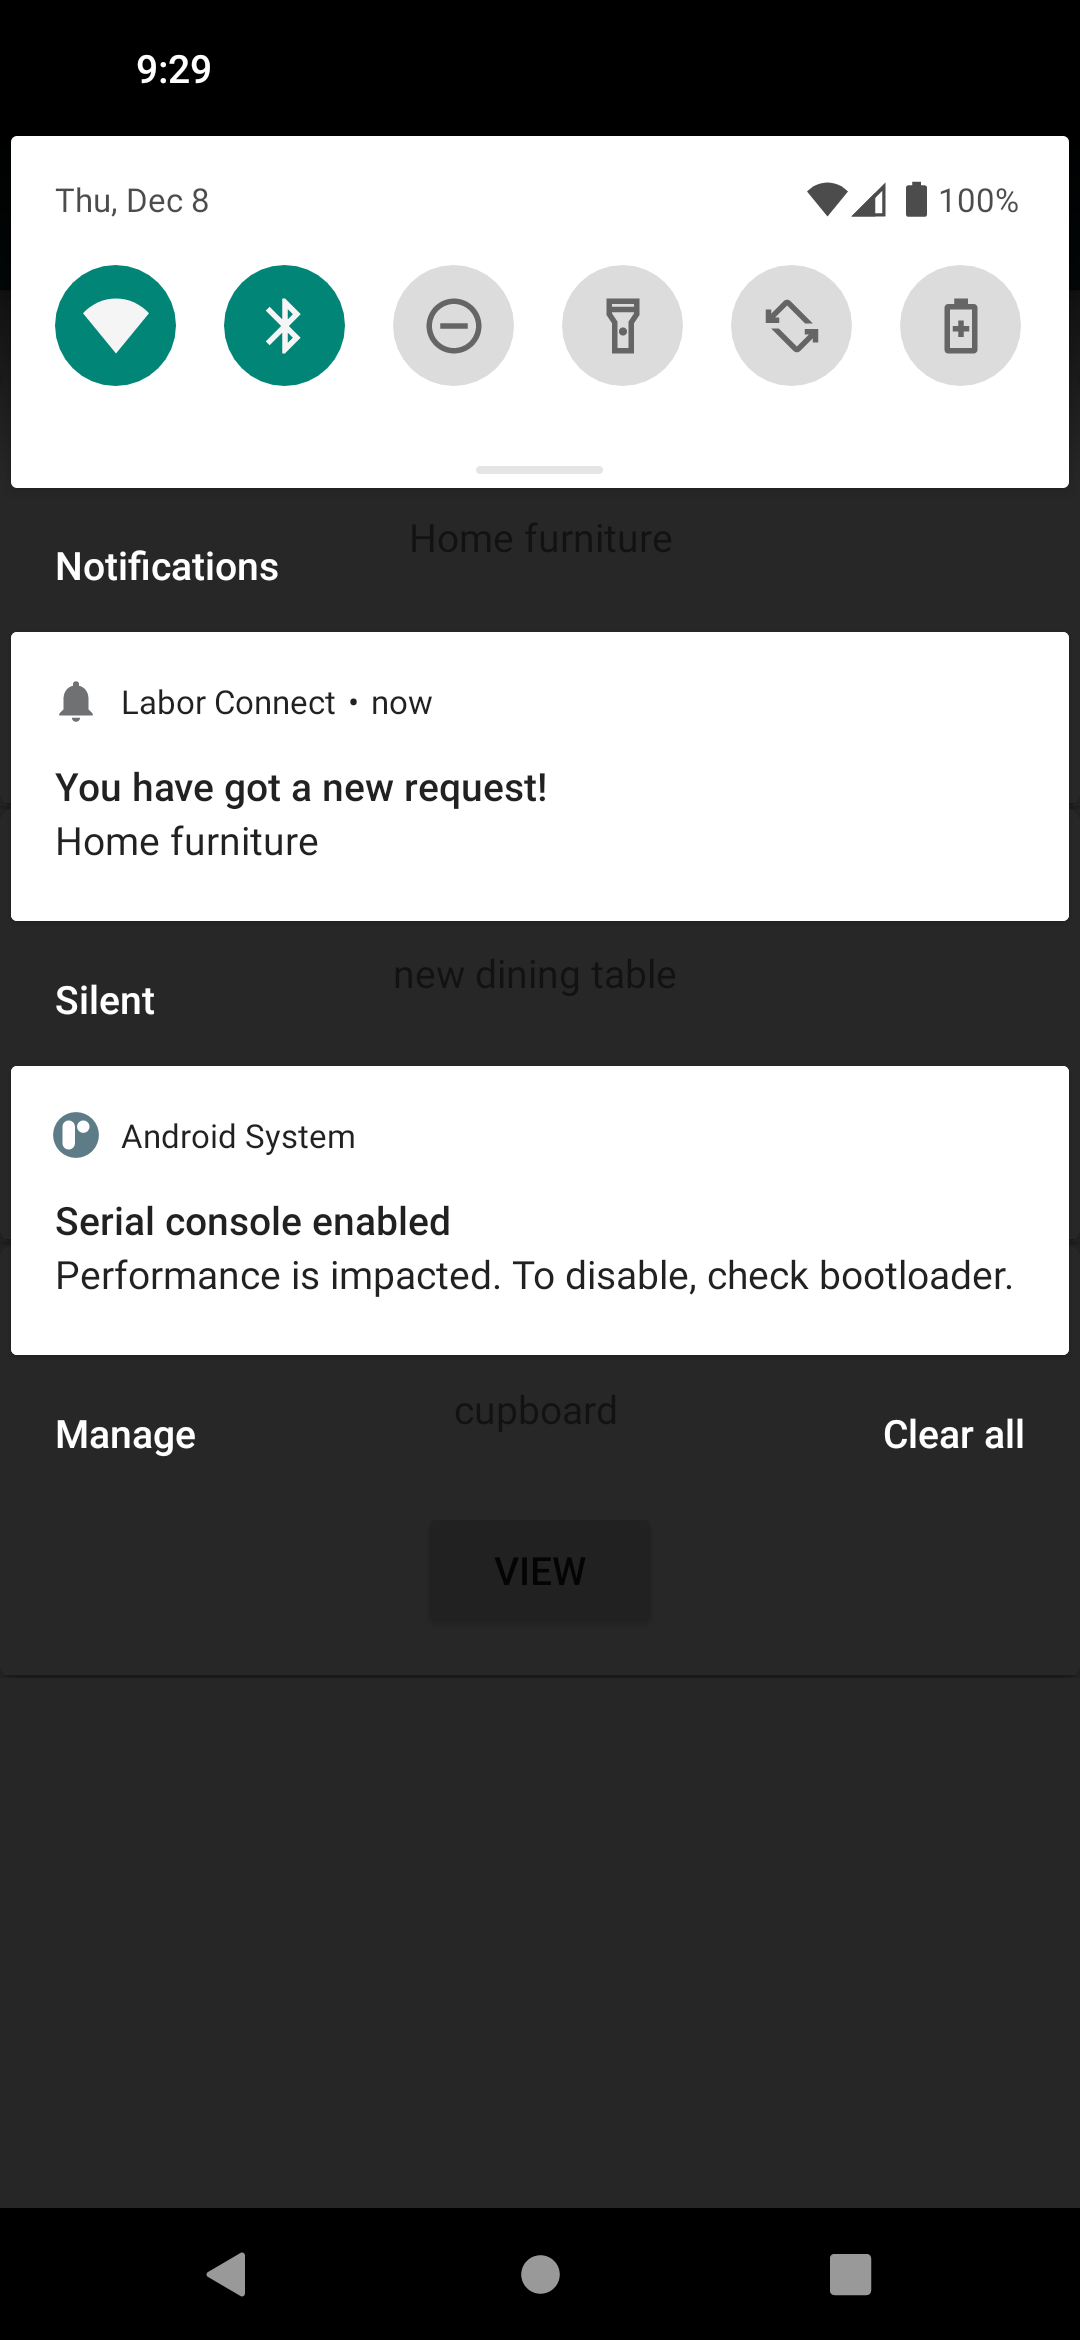 9:29
Thu, Dec 8
100%
Home furniture
Notifications
Labor Connect • now
You have got a new request!
Home furniture
new dining table
Silent
Android System
Serial console enabled
Performance is impacted. To disable, check bootloader.
cupboard
Manage
Clear all
VIEW